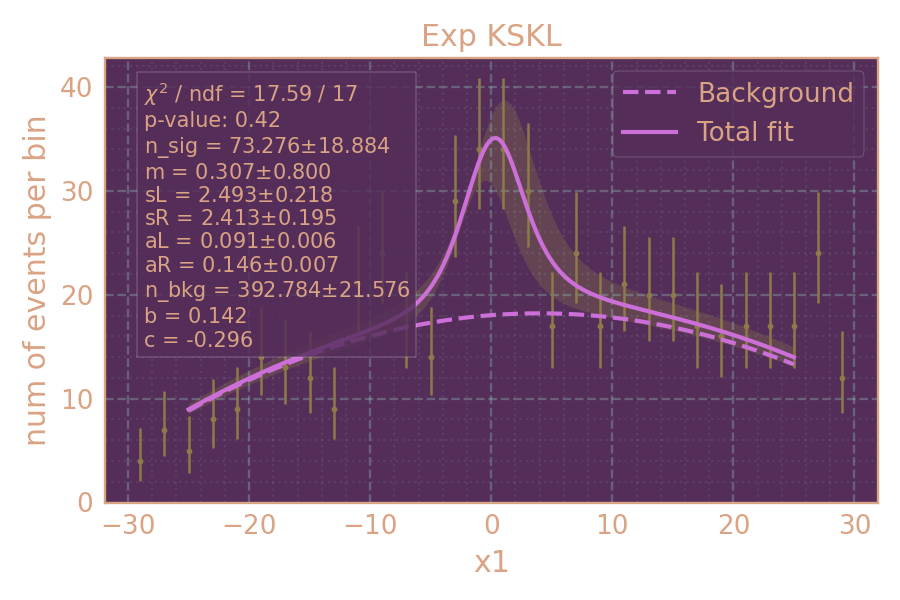 Exp KSKL
χ² / ndf = 17.59 / 17
p-value: 0.42
n_sig = 73.276±18.884
m = 0.307±0.800
sL = 2.493±0.218
sR = 2.413±0.195
aL = 0.091±0.006
aR = 0.146±0.007
n_bkg = 392.784±21.576
b = 0.142
c = -0.296
Background
Total fit
num of events per bin
40
30
20
10
0
−30 −20 −10 0 10 20 30
x1